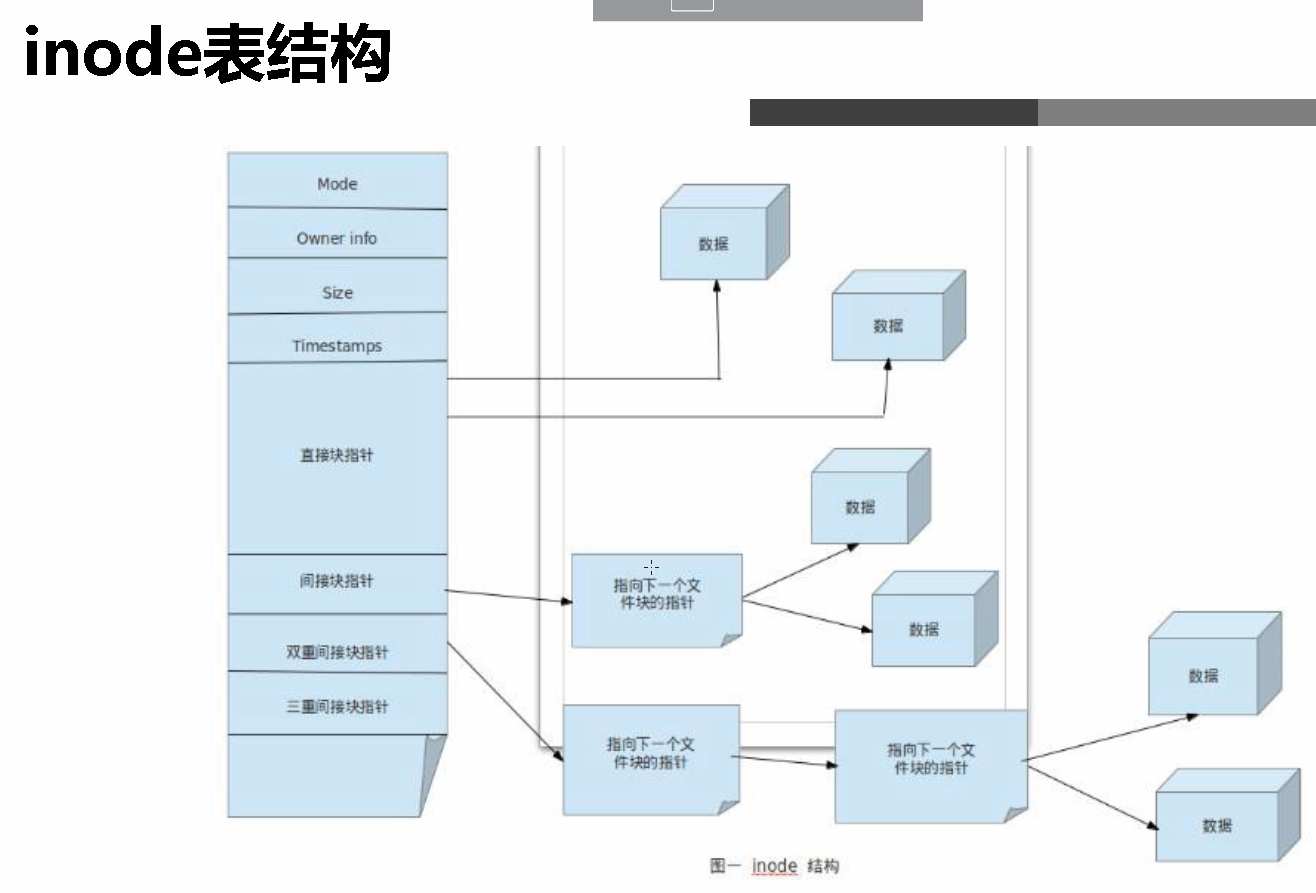 inode表结构
Mode
Owner info
Size
Timestamps
直接块指针
间接块指针
双重间接块指针
三重间接块指针
数据
数据
数据
指向下一个文
件块的指针
数据
数据
指向下一个文
件块的指针
指向下一个文
件块的指针
数据
图一 inode 结构